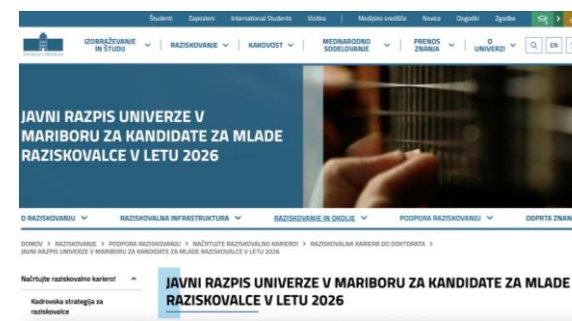 Študenti Zaposleni International Students Vizitka | Medijsko središče Novice Dogodki Zgodbe
IZOBRAŽEVANJE IN ŠTUDIJ | RAZISKOVANJE | KAKOVOST | MEDNARODNO SODELOVANJE | PRENOS ZNANJA | O UNIVERZI EN
JAVNI RAZPIS UNIVERZE V
MARIBORU ZA KANDIDATE ZA MLADE
RAZISKOVALCE V LETU 2026
O RAZISKOVANJU RAZISKOVALNA INFRASTRUKTURA RAZISKOVANJE IN OKOLJE PODPORA RAZISKOVANJU ODPRTA ZNAN
DOMOV > RAZISKOVANJE > PODPORA RAZISKOVANJU > NAČRTUJTE RAZISKOVALNO KARIERO! > RAZISKOVALNA KARIERA DO DOKTORATA >
JAVNI RAZPIS UNIVERZE V MARIBORU ZA KANDIDATE ZA MLADE RAZISKOVALCE V LETU 2026
Načrtujte raziskovalno kariero!
JAVNI RAZPIS UNIVERZE V MARIBORU ZA KANDIDATE ZA MLADE
RAZISKOVALCE V LETU 2026
Kadrovska strategija za
raziskovalce